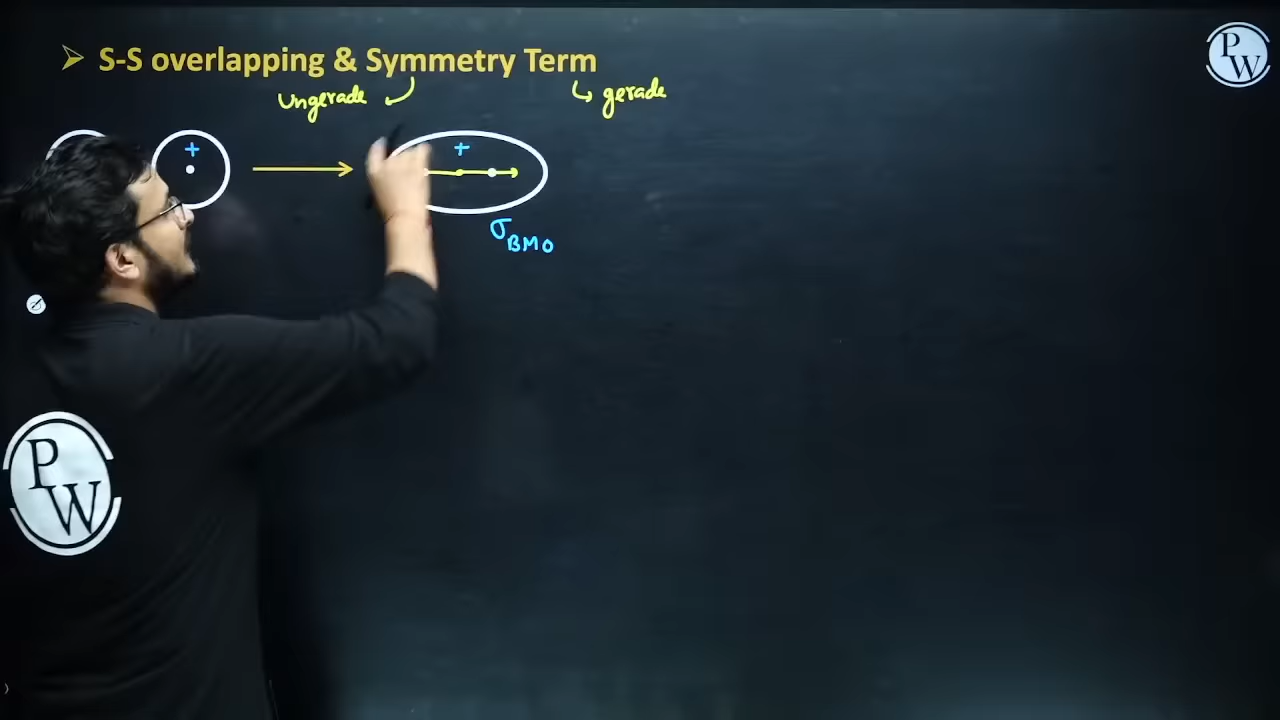 S-S overlapping & Symmetry Term
ungerade gerade
+ +
σBMO
PW
PW